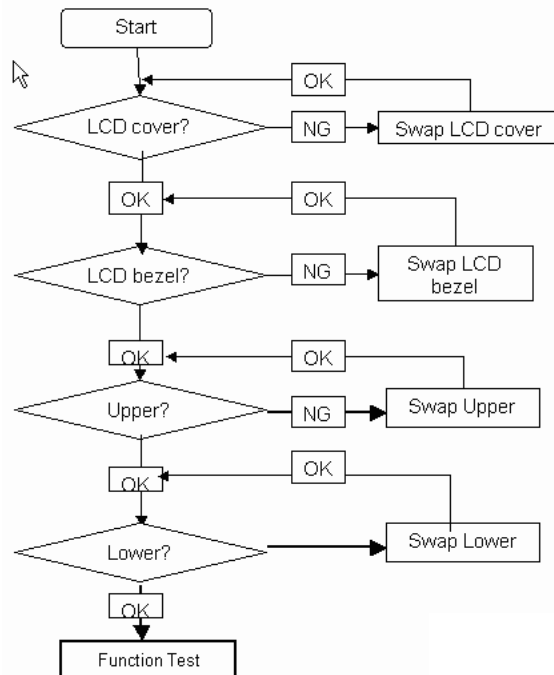 Start
OK
LCD cover?
NG
Swap LCD cover
OK
OK
LCD bezel?
NG
Swap LCD
bezel
OK
OK
Upper?
NG
Swap Upper
OK
OK
Lower?
Swap Lower
OK
Function Test